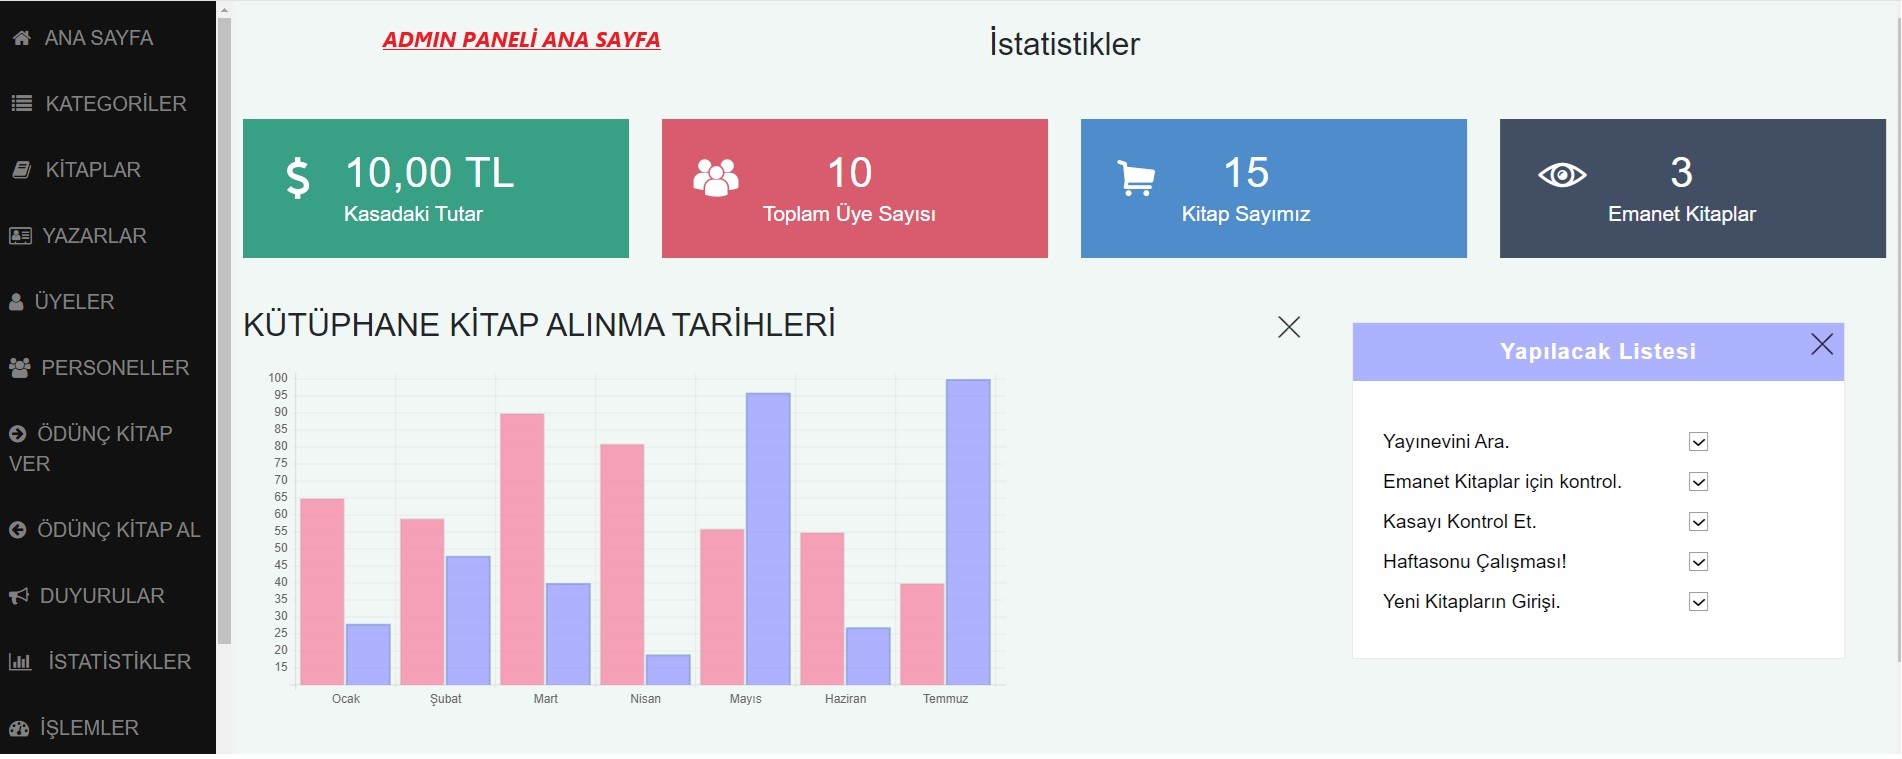 ANA SAYFA
KATEGORİLER
KİTAPLAR
YAZARLAR
ÜYELER
PERSONELLER
ÖDÜNÇ KİTAP
VER
ÖDÜNÇ KİTAP AL
DUYURULAR
İSTATİSTİKLER
İŞLEMLER
ADMIN PANELİ ANA SAYFA
İstatistikler
10,00 TL
Kasadaki Tutar
10
Toplam Üye Sayısı
15
Kitap Sayımız
3
Emanet Kitaplar
KÜTÜPHANE KİTAP ALINMA TARİHLERİ
100
95
90
85
80
75
70
65
60
55
50
45
40
35
30
25
20
15
Ocak Şubat Mart Nisan Mayıs Haziran Temmuz
Yapılacak Listesi
Yayınevini Ara.
Emanet Kitaplar için kontrol.
Kasayı Kontrol Et.
Haftasonu Çalışması!
Yeni Kitapların Girişi.